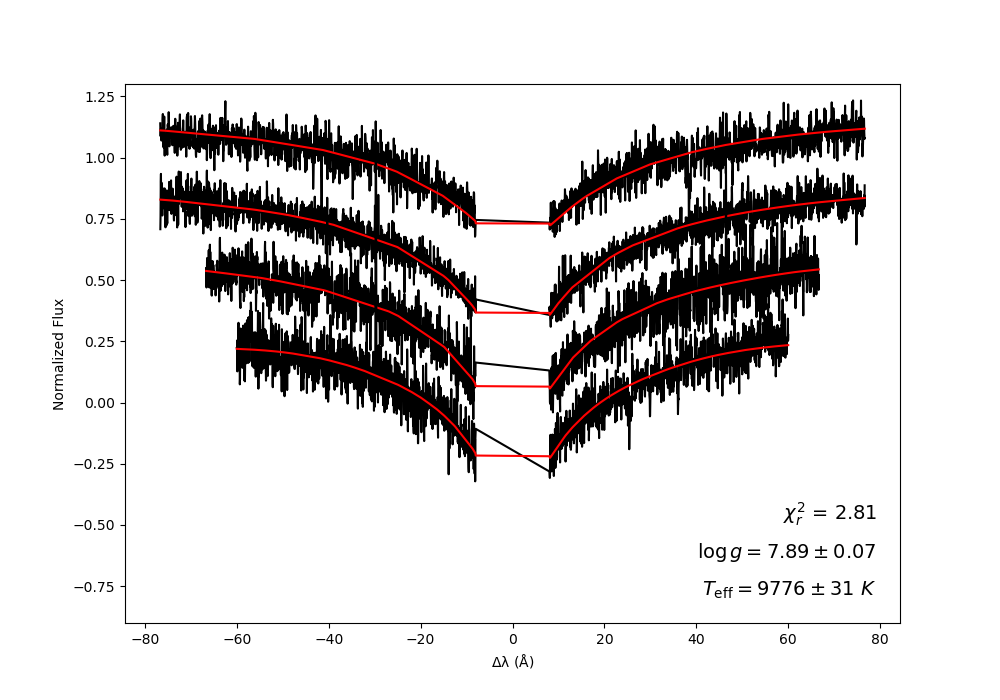 1.25
1.00
0.75
0.50
0.25
0.00
−0.25
−0.50
−0.75
Normalized Flux
χ²ᵣ = 2.81
log g = 7.89 ± 0.07
T_eff = 9776 ± 31 K
−80 −60 −40 −20 0 20 40 60 80
Δλ (Å)